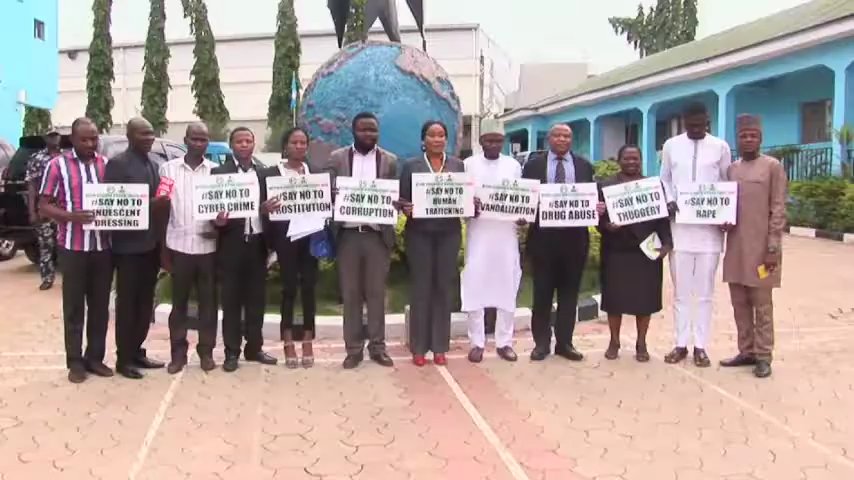 #SAY NO TO
INDESCENT
DRESSING
#SAY NO TO
CYBER CRIME
#SAY NO TO
PROSTITUTION
#SAY NO TO
CORRUPTION
#SAY NO TO
HUMAN
TRAFFICKING
#SAY NO TO
VANDALIZATION
#SAY NO TO
DRUG ABUSE
#SAY NO TO
THUGGERY
#SAY NO TO
RAPE